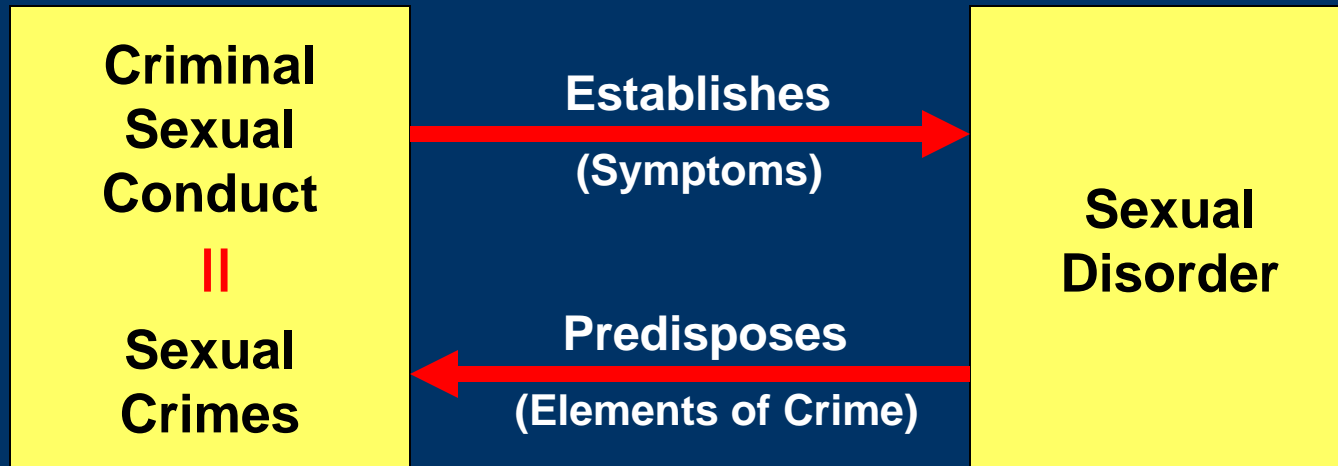 Criminal
Sexual
Conduct
=
Sexual
Crimes
Establishes
(Symptoms)
Predisposes
(Elements of Crime)
Sexual
Disorder